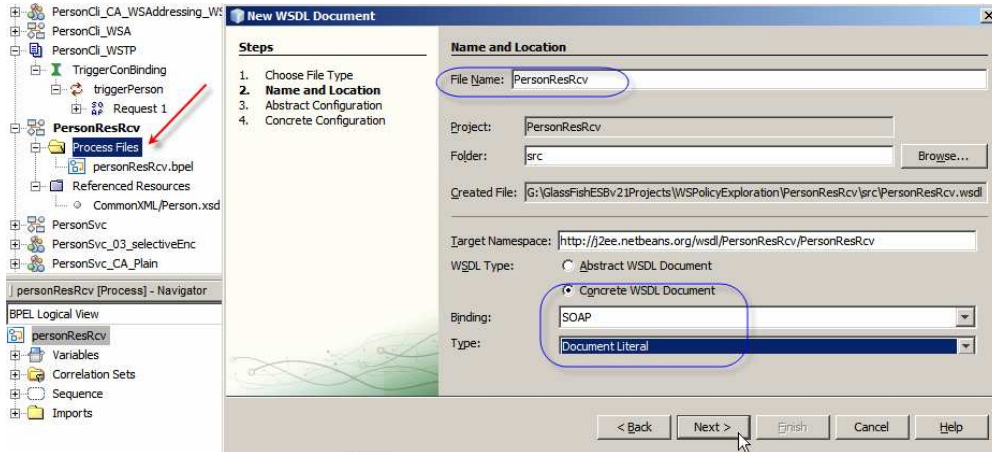 PersonCli_CA_WSAddressing_WS
PersonCli_WSA
PersonCli_WSTP
TriggerConBinding
triggerPerson
Request 1
PersonResRcv
Process Files
personResRcv.bpel
Referenced Resources
CommonXML/Person.xsd
PersonSvc
PersonSvc_03_selectiveEnc
PersonSvc_CA_Plain
personResRcv [Process] - Navigator
BPEL Logical View
personResRcv
Variables
Correlation Sets
Sequence
Imports
New WSDL Document
Steps
1. Choose File Type
2. Name and Location
3. Abstract Configuration
4. Concrete Configuration
Name and Location
File Name: PersonResRcv
Project: PersonResRcv
Folder: src Browse...
Created File: G:\GlassFishESBv21Projects\WSPolicyExploration\PersonResRcv\src\PersonResRcv.wsdl
Target Namespace: http://j2ee.netbeans.org/wsdl/PersonResRcv/PersonResRcv
WSDL Type: Abstract WSDL Document
Concrete WSDL Document
Binding: SOAP
Type: Document Literal
< Back Next > Finish Cancel Help